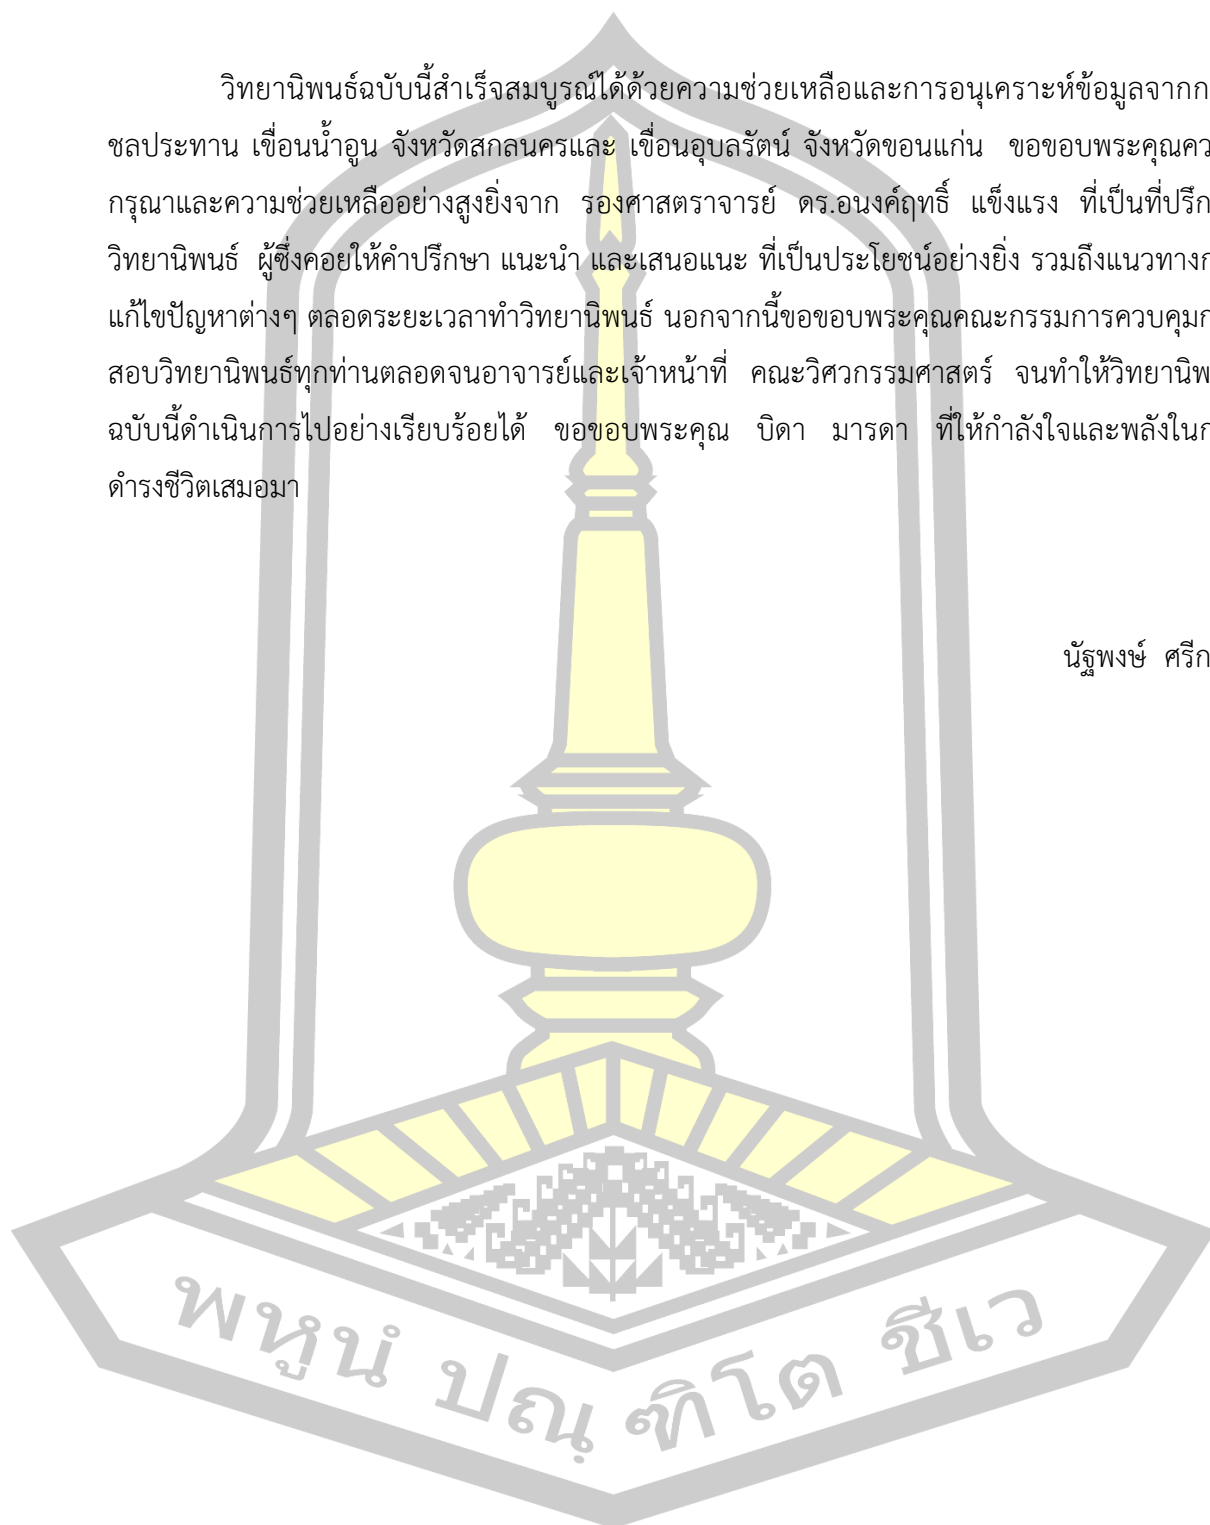 วิทยานิพนธ์ฉบับนี้สำเร็จสมบูรณ์ได้ด้วยความช่วยเหลือและการอนุเคราะห์ข้อมูลจากก
ชลประทาน เขื่อนน้ำอูน จังหวัดสกลนครและ เขื่อนอุบลรัตน์ จังหวัดขอนแก่น ขอขอบพระคุณคว
กรุณาและความช่วยเหลืออย่างสูงยิ่งจาก รองศาสตราจารย์ ดร.อนงค์ฤทธิ์ แข็งแรง ที่เป็นที่ปรึก
วิทยานิพนธ์ ผู้ซึ่งคอยให้คำปรึกษา แนะนำ และเสนอแนะ ที่เป็นประโยชน์อย่างยิ่ง รวมถึงแนวทางก
แก้ไขปัญหาต่างๆ ตลอดระยะเวลาทำวิทยานิพนธ์ นอกจากนี้ขอขอบพระคุณคณะกรรมการควบคุมก
สอบวิทยานิพนธ์ทุกท่านตลอดจนอาจารย์และเจ้าหน้าที่ คณะวิศวกรรมศาสตร์ จนทำให้วิทยานิพ
ฉบับนี้ดำเนินการไปอย่างเรียบร้อยได้ ขอขอบพระคุณ บิดา มารดา ที่ให้กำลังใจและพลังในก
ดำรงชีวิตเสมอมา
นัฐพงษ์ ศรีก
พหูนํ ปณฺฑิโต ชีเว